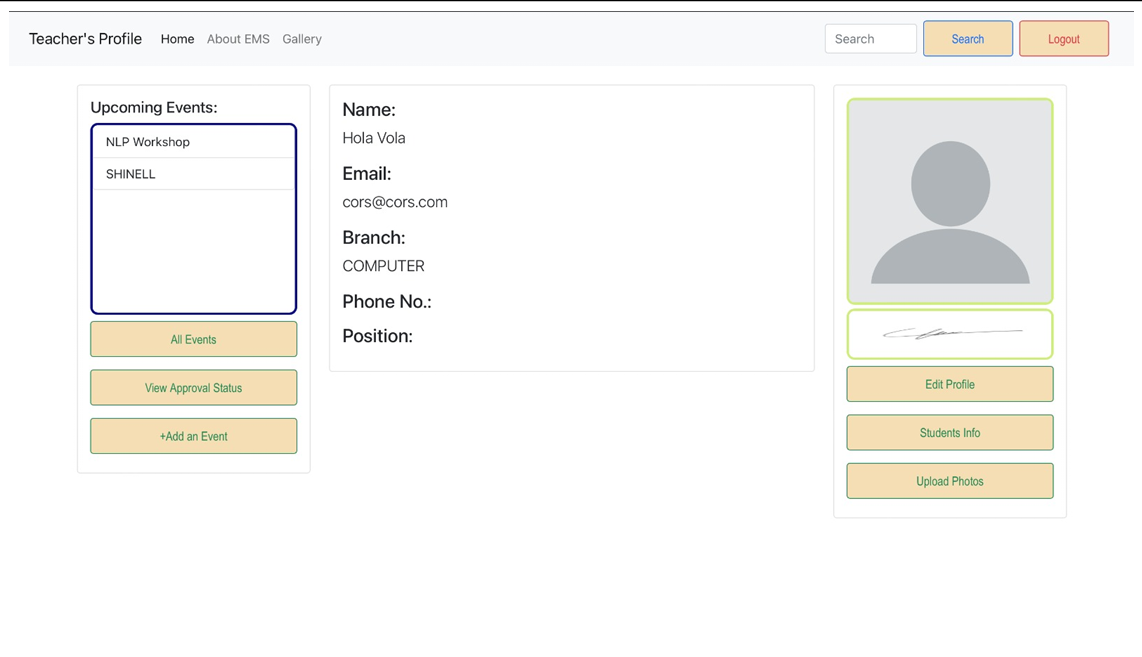 Teacher's Profile Home About EMS Gallery Search Search Logout
Upcoming Events:
NLP Workshop
SHINELL
All Events
View Approval Status
+Add an Event
Name:
Hola Vola
Email:
cors@cors.com
Branch:
COMPUTER
Phone No.:
Position:
Edit Profile
Students Info
Upload Photos